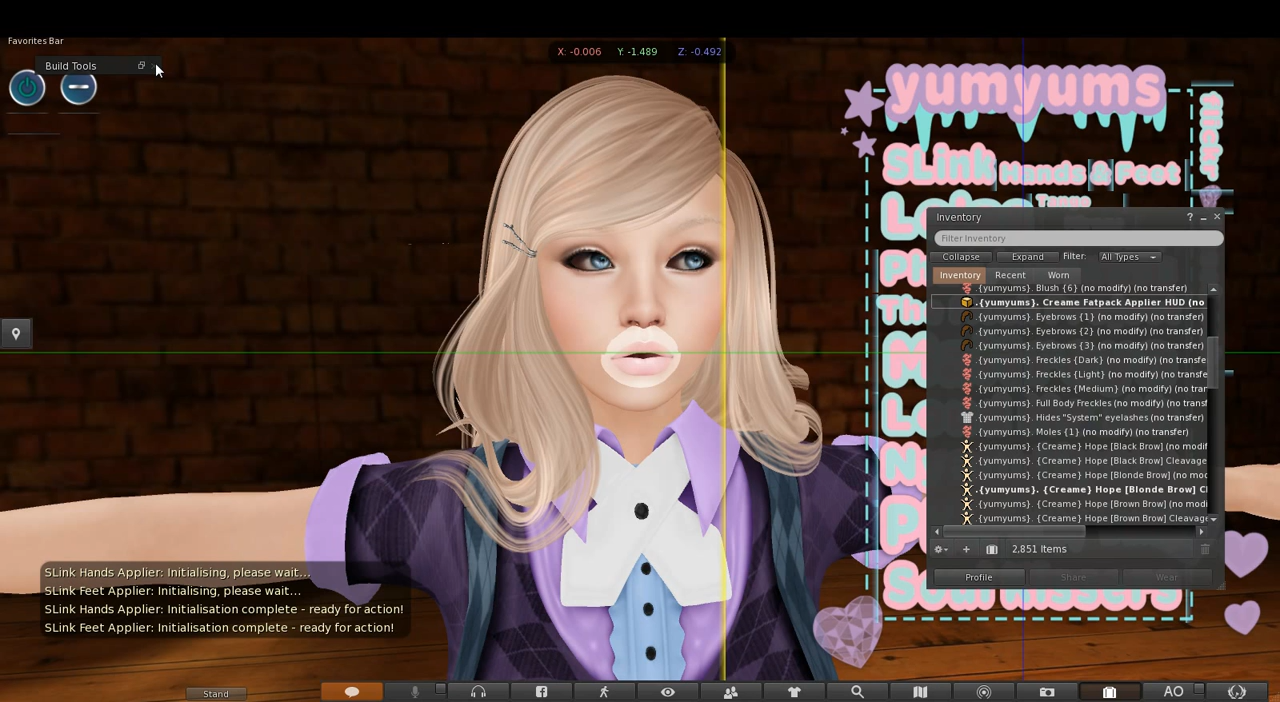 Favorites Bar
Build Tools
X: -0.006 Y: -1.489 Z: -0.492
yumyums
flickr
SLink Hands & Feet
Tango
Inventory
Filter Inventory
Collapse Expand Filter: All Types
Inventory Recent Worn
.{yumyums}. Blush {6} (no modify) (no transfer)
.{yumyums}. Creame Fatpack Applier HUD (no
.{yumyums}. Eyebrows {1} (no modify) (no transfer)
.{yumyums}. Eyebrows {2} (no modify) (no transfer)
.{yumyums}. Eyebrows {3} (no modify) (no transfer)
.{yumyums}. Freckles {Dark} (no modify) (no transfe
.{yumyums}. Freckles {Light} (no modify) (no transfe
.{yumyums}. Freckles {Medium} (no modify) (no tran
.{yumyums}. Full Body Freckles (no modify) (no transfer)
.{yumyums}. Hides "System" eyelashes (no transfer)
.{yumyums}. Moles {1} (no modify) (no transfer)
.{yumyums}. {Creame} Hope [Black Brow] (no modif
.{yumyums}. {Creame} Hope [Black Brow] Cleavage
.{yumyums}. {Creame} Hope [Blonde Brow] (no mod
.{yumyums}. {Creame} Hope [Blonde Brow] Cl
.{yumyums}. {Creame} Hope [Brown Brow] (no modi
.{yumyums}. {Creame} Hope [Brown Brow] Cleavage
2,851 Items
Profile Share Wear
SLink Hands Applier: Initialising, please wait...
SLink Feet Applier: Initialising, please wait...
SLink Hands Applier: Initialisation complete - ready for action!
SLink Feet Applier: Initialisation complete - ready for action!
Stand
AO